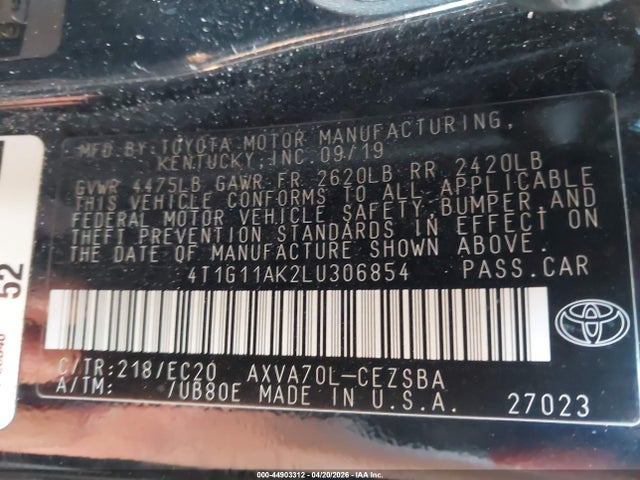 MFD BY:TOYOTA MOTOR MANUFACTURING,
KENTUCKY, INC 09/19
GVWR 4475LB GAWR FR 2620LB RR 2420LB
THIS VEHICLE CONFORMS TO ALL APPLICABLE
FEDERAL MOTOR VEHICLE SAFETY,BUMPER,AND
THEFT PREVENTION STANDARDS IN EFFECT ON
THE DATE OF MANUFACTURE SHOWN ABOVE.
4T1G11AK2LU306854 PASS.CAR
C/TR:218/EC20 AXVA70L-CEZSBA
A/TM: 7UB80E MADE IN U.S.A. 27023
52
000-44903312 | 04/20/2026 | IAA